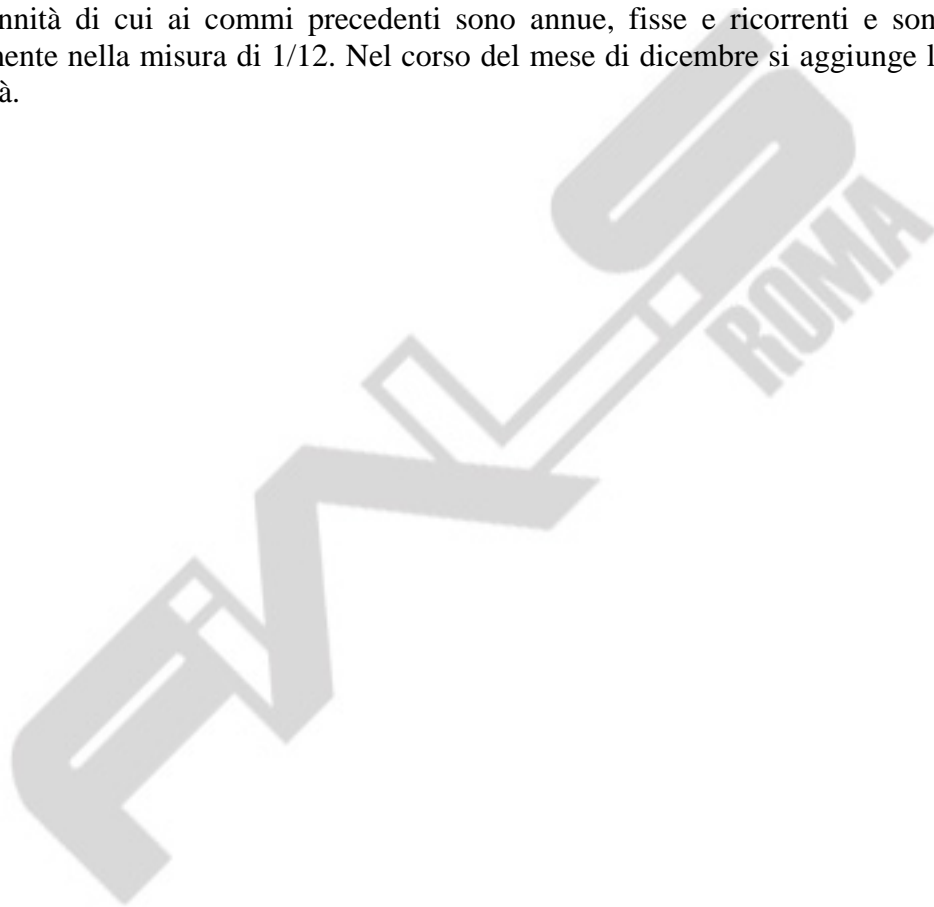 nnità di cui ai commi precedenti sono annue, fisse e ricorrenti e son
nente nella misura di 1/12. Nel corso del mese di dicembre si aggiunge l
à.
FIALS
ROMA